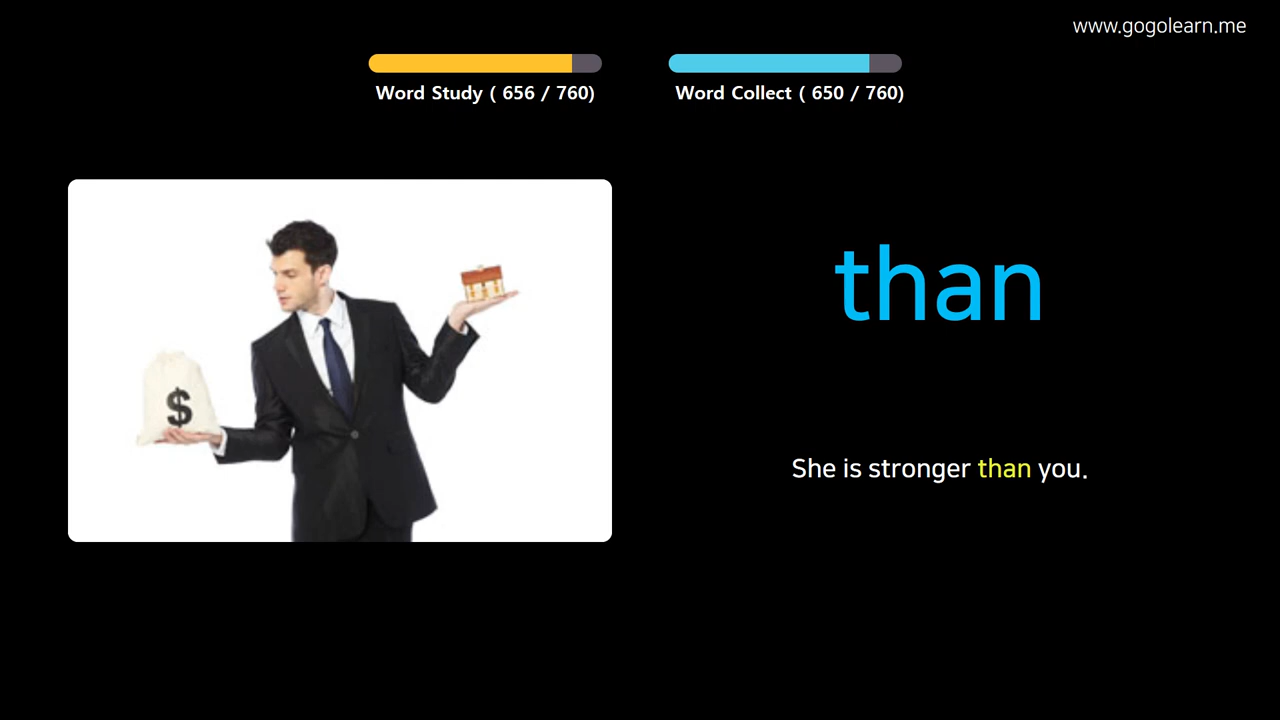 www.gogolearn.me
Word Study ( 656 / 760)
Word Collect ( 650 / 760)
$
than
She is stronger than you.